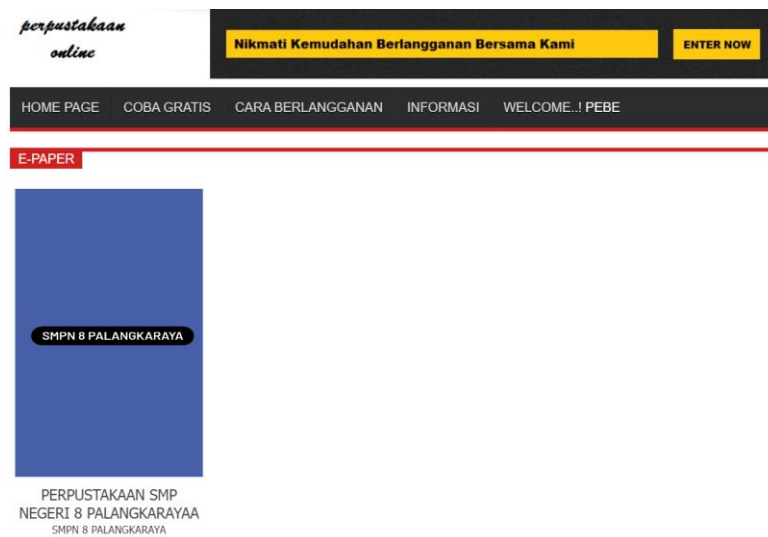 perpustakaan
online
Nikmati Kemudahan Berlangganan Bersama Kami
ENTER NOW
HOME PAGE COBA GRATIS CARA BERLANGGANAN INFORMASI WELCOME..! PEBE
E-PAPER
SMPN 8 PALANGKARAYA
PERPUSTAKAAN SMP
NEGERI 8 PALANGKARAYAA
SMPN 8 PALANGKARAYA